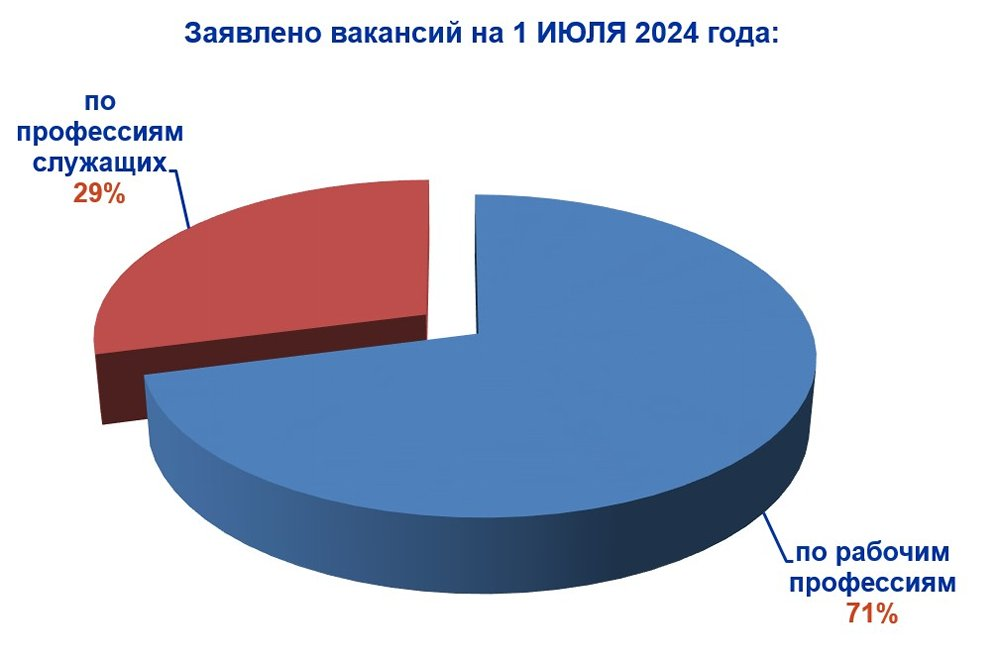 Заявлено вакансий на 1 ИЮЛЯ 2024 года:
по
профессиям
служащих
29%
по рабочим
профессиям
71%